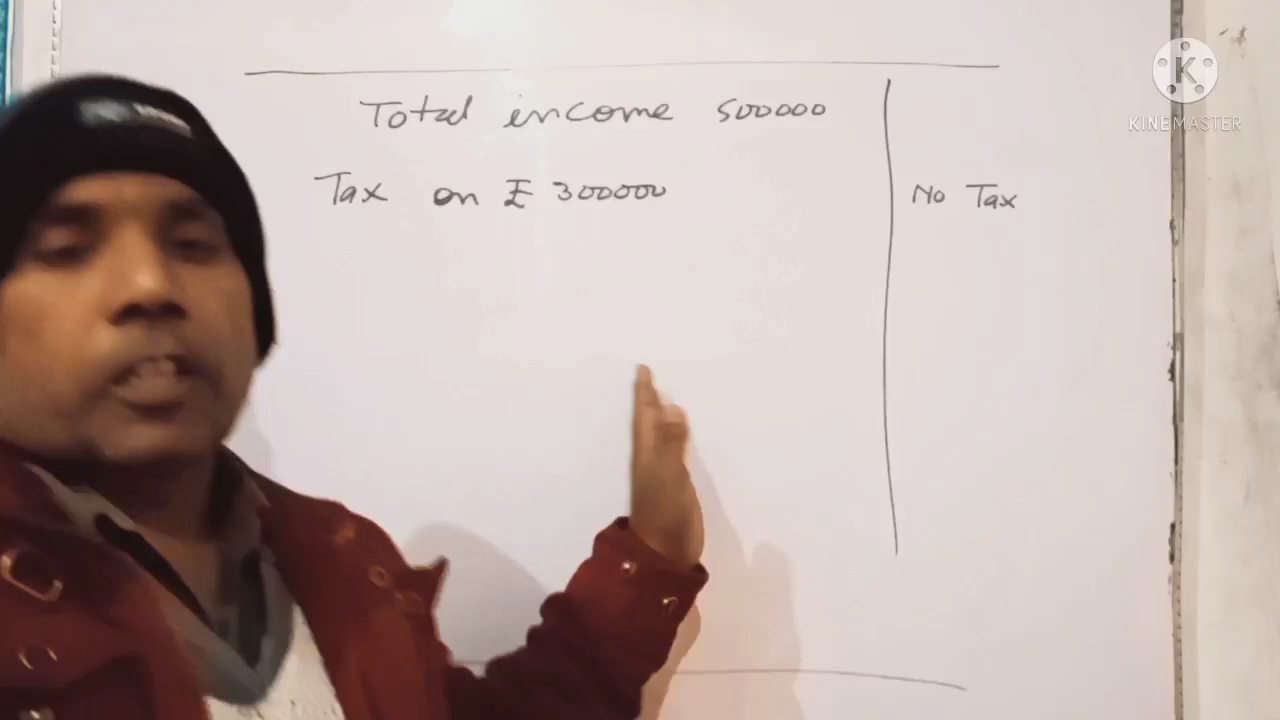 Total income 500000
Tax on ₹ 300000 No Tax
KINEMASTER